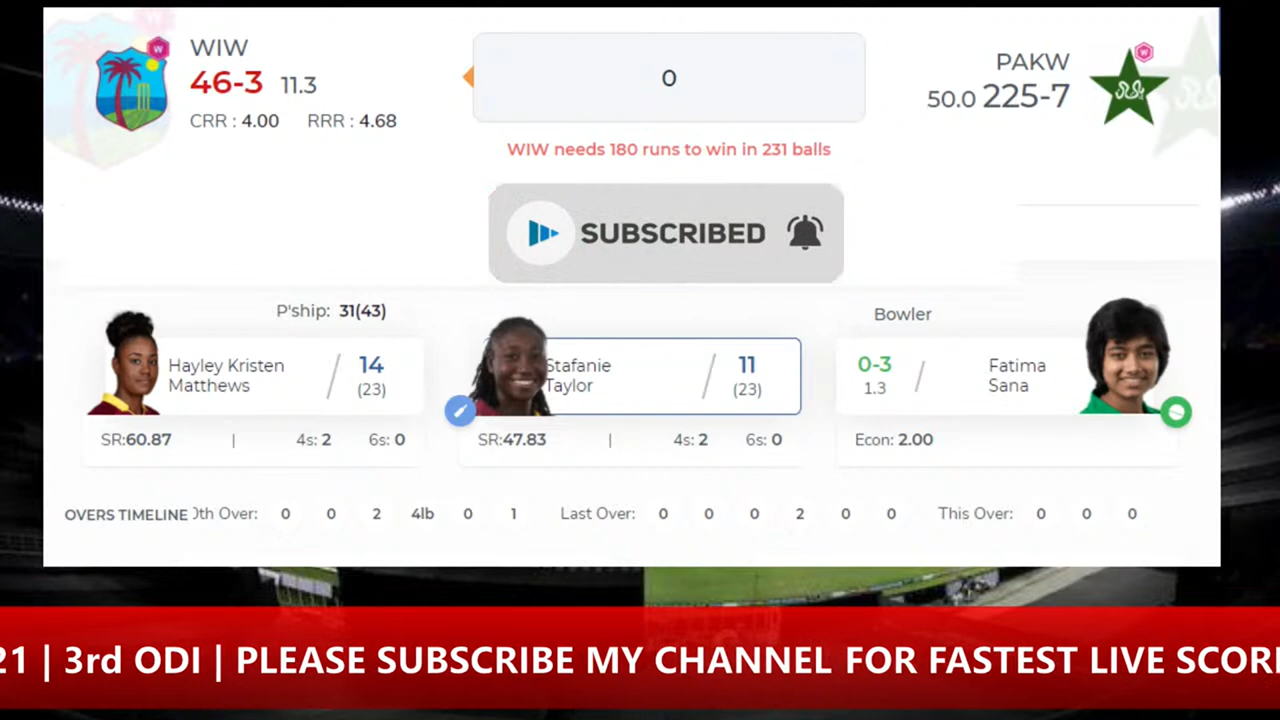 WIW
46-3 11.3
CRR : 4.00 RRR : 4.68
0
WIW needs 180 runs to win in 231 balls
PAKW
50.0 225-7
SUBSCRIBED
P'ship: 31(43)
Hayley Kristen
Matthews
14
(23)
SR:60.87 | 4s: 2 6s: 0
Stafanie
Taylor
11
(23)
SR:47.83 | 4s: 2 6s: 0
Bowler
0-3
1.3
Fatima
Sana
Econ: 2.00
OVERS TIMELINE 0th Over: 0 0 2 4lb 0 1 Last Over: 0 0 0 2 0 0 This Over: 0 0 0
21 | 3rd ODI | PLEASE SUBSCRIBE MY CHANNEL FOR FASTEST LIVE SCOR